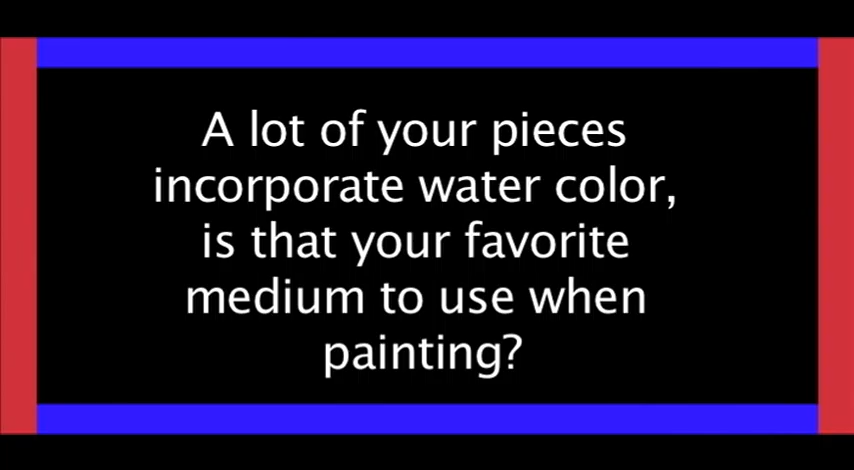 A lot of your pieces
incorporate water color,
is that your favorite
medium to use when
painting?